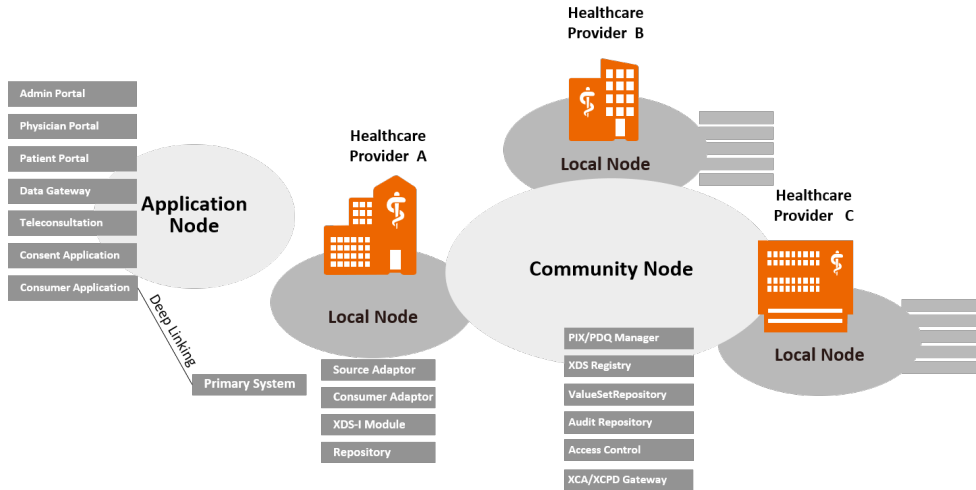 Healthcare
Provider B
Admin Portal
Physician Portal
Patient Portal
Data Gateway
Teleconsultation
Consent Application
Consumer Application
Application
Node
Deep Linking
Primary System
Healthcare
Provider A
Local Node
Source Adaptor
Consumer Adaptor
XDS-I Module
Repository
Local Node
Community Node
PIX/PDQ Manager
XDS Registry
ValueSetRepository
Audit Repository
Access Control
XCA/XCPD Gateway
Healthcare
Provider C
Local Node